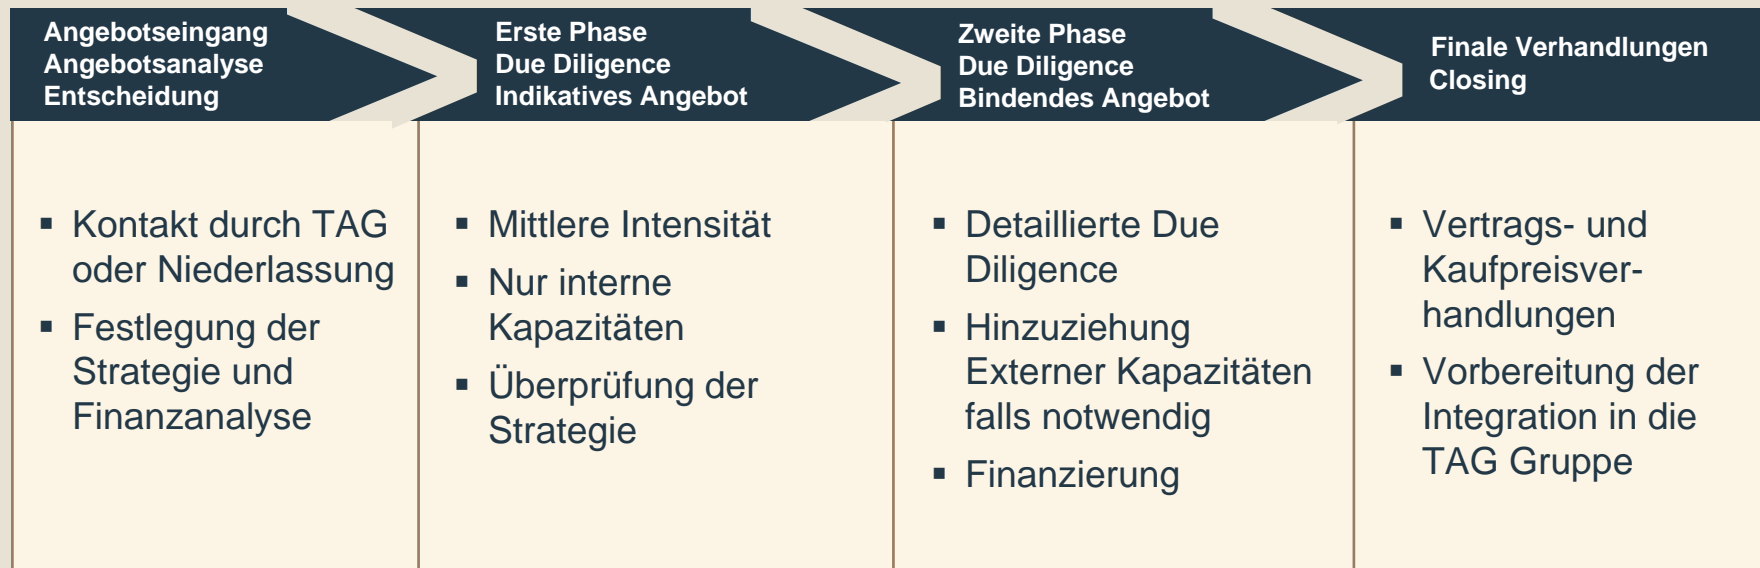 Angebotseingang
Angebotsanalyse
Entscheidung
Erste Phase
Due Diligence
Indikatives Angebot
Zweite Phase
Due Diligence
Bindendes Angebot
Finale Verhandlungen
Closing
▪ Kontakt durch TAG
oder Niederlassung
▪ Festlegung der
Strategie und
Finanzanalyse
▪ Mittlere Intensität
▪ Nur interne
Kapazitäten
▪ Überprüfung der
Strategie
▪ Detaillierte Due
Diligence
▪ Hinzuziehung
Externer Kapazitäten
falls notwendig
▪ Finanzierung
▪ Vertrags- und
Kaufpreisver-
handlungen
▪ Vorbereitung der
Integration in die
TAG Gruppe